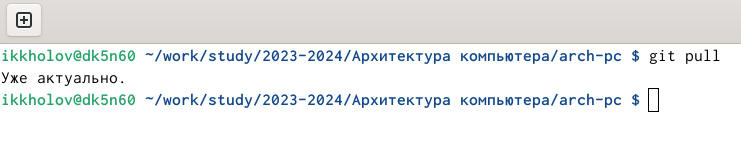 ikkholov@dk5n60 ~/work/study/2023-2024/Архитектура компьютера/arch-pc $ git pull
Уже актуально.
ikkholov@dk5n60 ~/work/study/2023-2024/Архитектура компьютера/arch-pc $